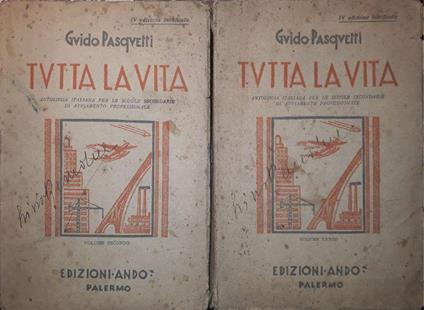 IV edizione
Gvido Pasqvetti
TVTTA LA VITA
ANTOLOGIA ITALIANA PER LE SCUOLE SECONDARIE
DI AVVIAMENTO PROFESSIONALE
VOLUME SECONDO
EDIZIONI·ANDO'
PALERMO
IV edizione
Gvido Pasqvetti
TVTTA LA VITA
ANTOLOGIA ITALIANA PER LE SCUOLE SECONDARIE
DI AVVIAMENTO PROFESSIONALE
VOLUME TERZO
EDIZIONI·ANDO'
PALERMO